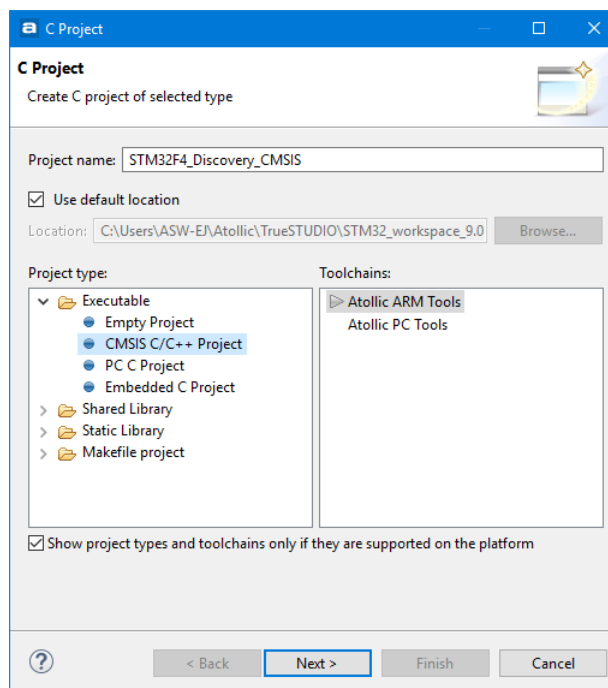 a C Project
C Project
Create C project of selected type
Project name: STM32F4_Discovery_CMSIS
Use default location
Location: C:\Users\ASW-EJ\Atollic\TrueSTUDIO\STM32_workspace_9.0 Browse...
Project type: Toolchains:
Executable Atollic ARM Tools
Empty Project Atollic PC Tools
CMSIS C/C++ Project
PC C Project
Embedded C Project
Shared Library
Static Library
Makefile project
Show project types and toolchains only if they are supported on the platform
? < Back Next > Finish Cancel